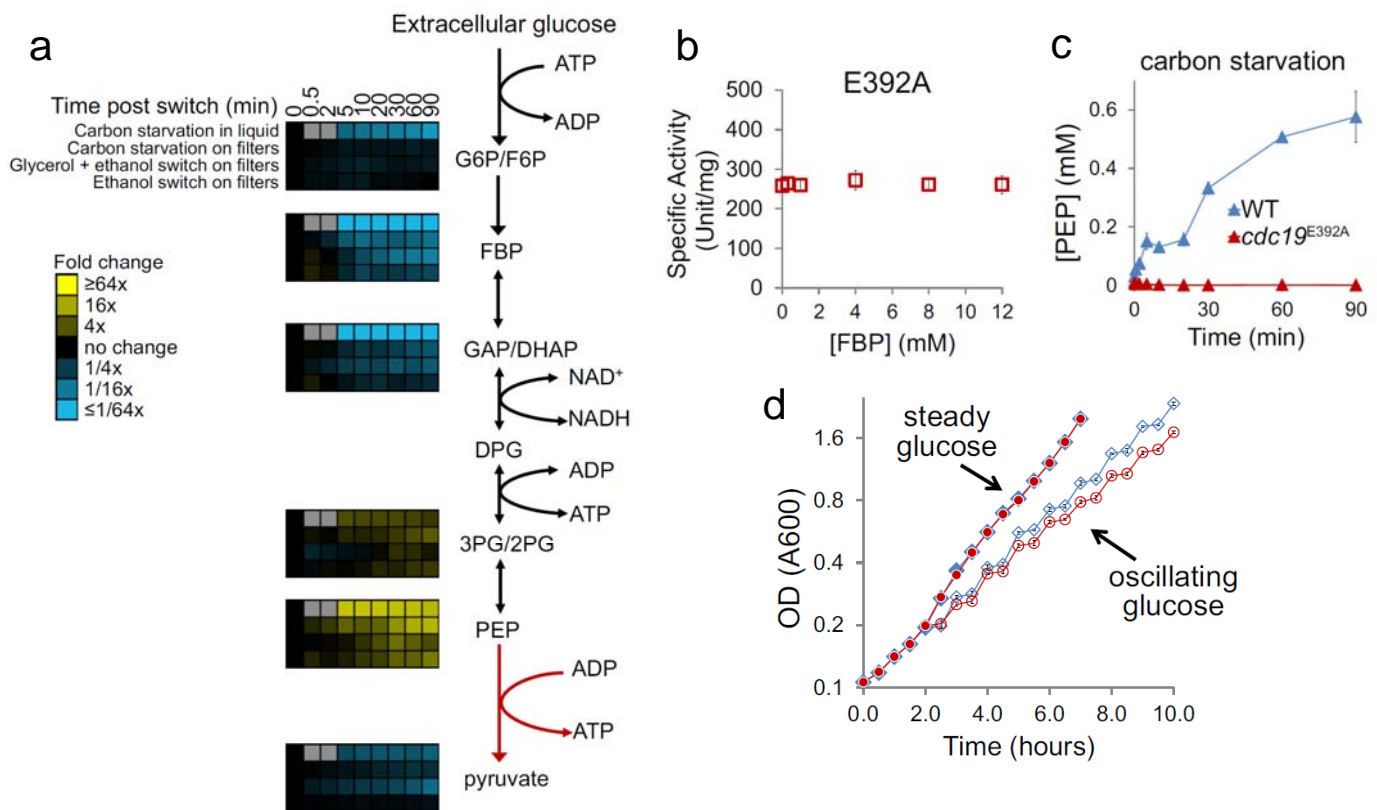 a
Extracellular glucose
ATP
ADP
Time post switch (min)
0 0.5 2 5 10 20 30 60 90
Carbon starvation in liquid
Carbon starvation on filters
Glycerol + ethanol switch on filters
Ethanol switch on filters
G6P/F6P
FBP
Fold change
≥64x
16x
4x
no change
1/4x
1/16x
≤1/64x
GAP/DHAP
NAD+
NADH
DPG
ADP
ATP
3PG/2PG
PEP
ADP
ATP
pyruvate
b
E392A
Specific Activity
(Unit/mg)
500
400
300
200
100
0
0 2 4 6 8 10 12
[FBP] (mM)
c
carbon starvation
[PEP] (mM)
0.6
0.4
0.2
0
WT
cdc19E392A
0 30 60 90
Time (min)
d
steady
glucose
oscillating
glucose
OD (A600)
1.6
0.8
0.4
0.2
0.1
0.0 2.0 4.0 6.0 8.0 10.0
Time (hours)